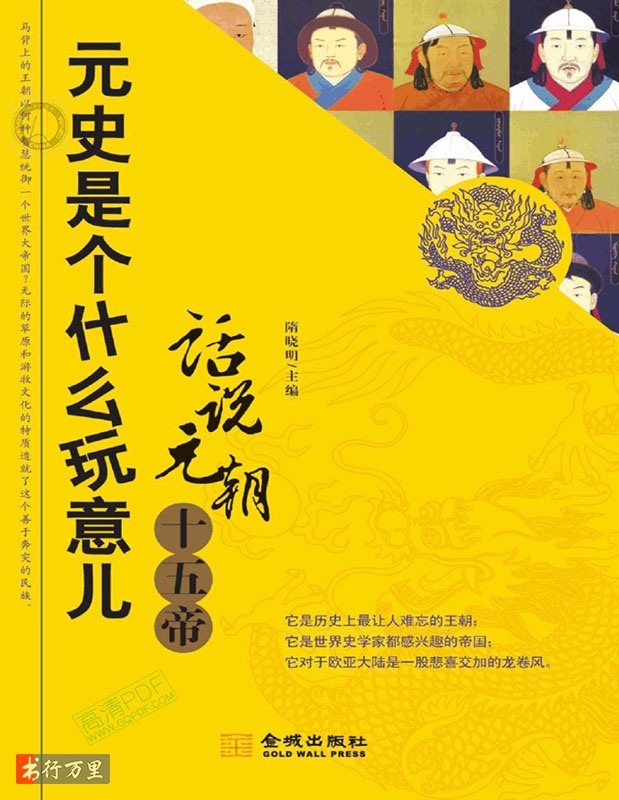 马背上的王朝以何种智慧统御一个世界大帝国？无际的草原和游牧文化的特质造就了这个善于奔突的民族。
元史是个什么玩意儿
话说元朝
十五帝
隋晓明/主编
它是历史上最让人难忘的王朝；
它是世界史学家都感兴趣的帝国；
它对于欧亚大陆是一股悲喜交加的龙卷风。
高清PDF
WWW.GQPDF.COM
金城出版社
GOLD WALL PRESS
书行万里